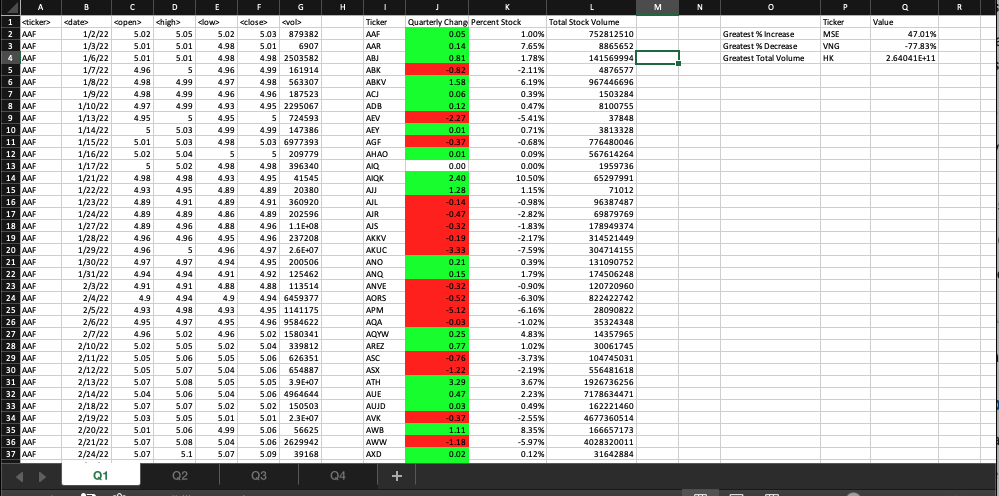 A B C D E F G H I J K L M N O P Q R
1 <ticker> <date> <open> <high> <low> <close> <vol> Ticker Quarterly Chang Percent Stock Total Stock Volume Ticker Value
2 AAF 1/2/22 5.02 5.05 5.02 5.03 879382 AAF 0.05 1.00% 752812510 Greatest % Increase MSE 47.01%
3 AAF 1/3/22 5.01 5.01 4.98 5.01 6907 AAR 0.14 7.65% 8865652 Greatest % Decrease VNG -77.83%
4 AAF 1/6/22 5.01 5.01 4.98 4.98 2503582 ABJ 0.81 1.78% 141569994 Greatest Total Volume HK 2.64041E+11
5 AAF 1/7/22 4.96 5 4.96 4.99 161914 ABK -0.82 -2.11% 4876577
6 AAF 1/8/22 4.98 4.99 4.97 4.98 563307 ABKV 1.58 6.19% 967446696
7 AAF 1/9/22 4.98 4.99 4.96 4.96 187523 ACJ 0.06 0.39% 1503284
8 AAF 1/10/22 4.97 4.99 4.93 4.95 2295067 ADB 0.12 0.47% 8100755
9 AAF 1/13/22 4.95 5 4.95 5 724593 AEV -2.27 -5.41% 37848
10 AAF 1/14/22 5 5.03 4.99 4.99 147386 AEY 0.01 0.71% 3813328
11 AAF 1/15/22 5.01 5.03 4.98 5.03 6977393 AGF -0.37 -0.68% 776480046
12 AAF 1/16/22 5.02 5.04 5 5 209779 AHAO 0.01 0.09% 567614264
13 AAF 1/17/22 5 5.02 4.98 4.98 396340 AIQ 0.00 0.00% 1959736
14 AAF 1/21/22 4.98 4.98 4.93 4.95 41545 AIQK 2.40 10.50% 65297991
15 AAF 1/22/22 4.93 4.95 4.89 4.89 20380 AIJ 1.28 1.15% 71012
16 AAF 1/23/22 4.89 4.91 4.89 4.91 360920 AJL -0.14 -0.98% 96387487
17 AAF 1/24/22 4.89 4.89 4.86 4.89 202596 AJR -0.47 -2.82% 69879769
18 AAF 1/27/22 4.89 4.96 4.88 4.96 1.1E+08 AJS -0.32 -1.83% 178949374
19 AAF 1/28/22 4.96 4.96 4.95 4.96 237208 AKKV -0.19 -2.17% 314521449
20 AAF 1/29/22 4.96 5 4.96 4.97 2.6E+07 AKUC -3.33 -7.59% 304714155
21 AAF 1/30/22 4.97 4.97 4.94 4.95 200506 ANO 0.21 0.39% 131090752
22 AAF 1/31/22 4.94 4.94 4.91 4.92 125462 ANQ 0.15 1.79% 174506248
23 AAF 2/3/22 4.91 4.91 4.88 4.88 113514 ANVE -0.32 -0.90% 120720960
24 AAF 2/4/22 4.9 4.94 4.9 4.94 6459377 AORS -0.52 -6.30% 822422742
25 AAF 2/5/22 4.93 4.98 4.93 4.95 1141175 APM -5.12 -6.16% 28090822
26 AAF 2/6/22 4.95 4.97 4.95 4.96 9584622 AQA -0.03 -1.02% 35324348
27 AAF 2/7/22 4.96 5.02 4.96 5.02 1580341 AQYW 0.25 4.83% 14357965
28 AAF 2/10/22 5.02 5.05 5.02 5.04 339812 AREZ 0.77 1.02% 30061745
29 AAF 2/11/22 5.05 5.06 5.05 5.06 626351 ASC -0.76 -3.73% 104745031
30 AAF 2/12/22 5.05 5.07 5.04 5.06 654887 ASX -1.22 -2.19% 556481618
31 AAF 2/13/22 5.07 5.08 5.05 5.05 3.9E+07 ATH 3.29 3.67% 1926736256
32 AAF 2/14/22 5.04 5.06 5.04 5.06 4964644 AUE 0.47 2.23% 7178634471
33 AAF 2/18/22 5.07 5.07 5.02 5.02 150503 AUJD 0.03 0.49% 162221460
34 AAF 2/19/22 5.03 5.05 5.01 5.01 2.3E+07 AVK -0.37 -2.55% 4677360514
35 AAF 2/20/22 5.01 5.06 4.99 5.06 56625 AWB 1.11 8.35% 166657173
36 AAF 2/21/22 5.07 5.08 5.04 5.06 2629942 AWW -1.18 -5.97% 4028320011
37 AAF 2/24/22 5.07 5.1 5.07 5.09 39168 AXD 0.02 0.12% 31642884
Q1 Q2 Q3 Q4 +